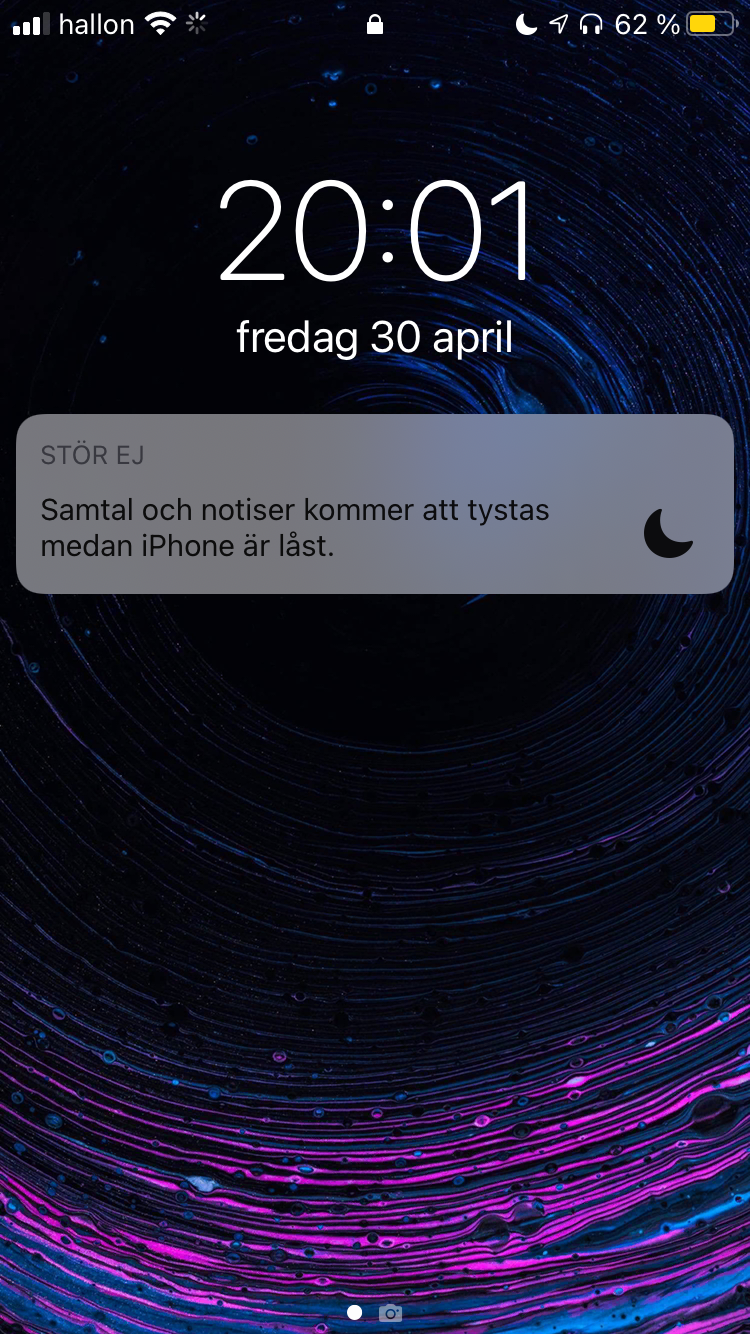 hallon 62 %
20:01
fredag 30 april
STÖR EJ
Samtal och notiser kommer att tystas
medan iPhone är låst.